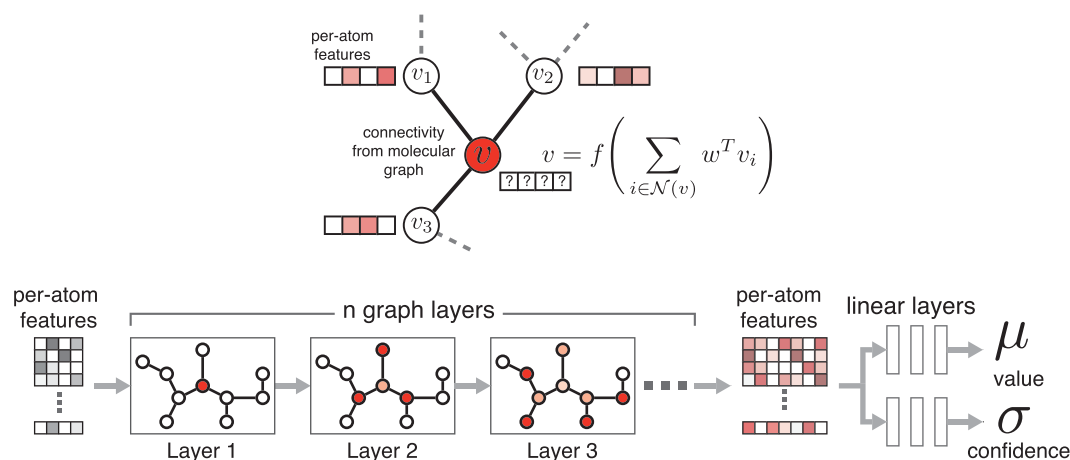 per-atom
features
v₁
v₂
connectivity
from molecular
graph
v
v = f( ∑ i∈𝒩(v) wᵀvᵢ )
? ? ? ?
v₃
per-atom
features
n graph layers
Layer 1
Layer 2
Layer 3
per-atom
features
linear layers
μ
value
σ
confidence